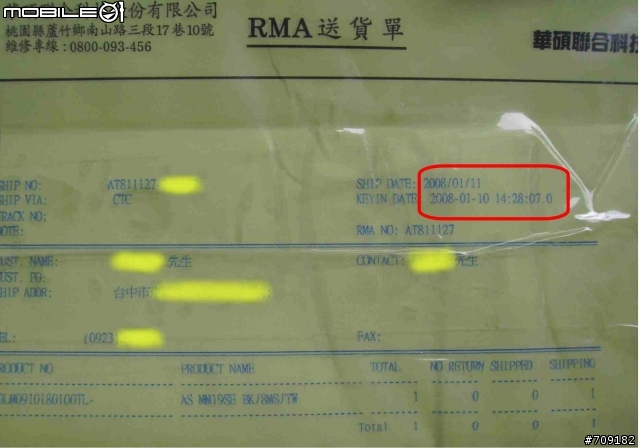 MOBILE01
股份有限公司
桃園縣蘆竹鄉南山路三段17巷10號
維修專線:0800-093-456
RMA送貨單
華碩聯合科技
SHIP NO: AT811127 SHIP DATE: 2008/01/11
SHIP VIA: CTC KEYIN DATE 2008-01-10 14:28:07.0
TRACK NO:
NOTE: RMA NO: AT811127
CUST. NAME: 先生 CONTACT: 先生
CUST. PO:
SHIP ADDR: 台中市
TEL: (0923 FAX:
PRODUCT NO PRODUCT NAME TOTAL NO RETURN SHIPPED SHIPPING
AS MM19SE BK/8MS/TW 1 0 0 1
Total 1 0 0 1
#709182